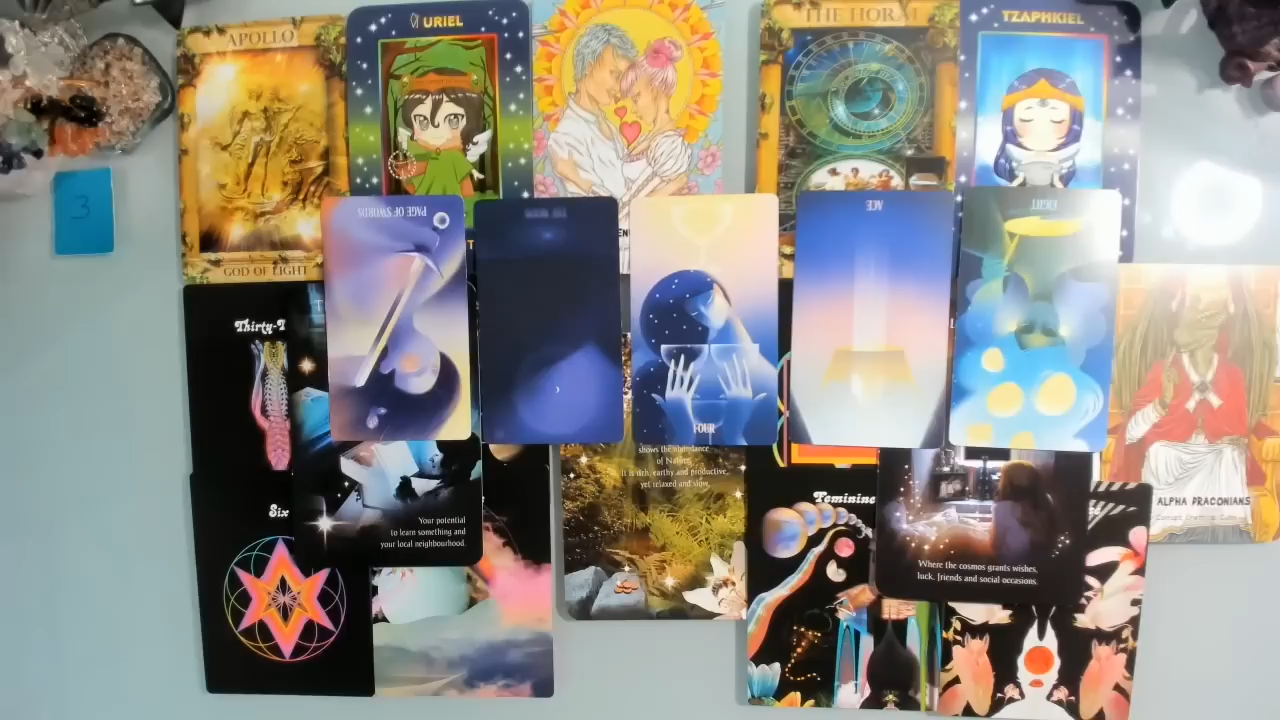 APOLLO
URIEL
TZAPHKIEL
3
GOD OF LIGHT
PAGE OF SWORDS
ACE
EIGHT
FOUR
Thirty-T
Six
Your potential
to learn something and
your local neighbourhood.
shows the abundance
of Nature.
It is rich, earthy and productive,
yet relaxed and slow.
Feminine
Where the cosmos grants wishes,
luck, friends and social occasions.
ALPHA DRACONIANS